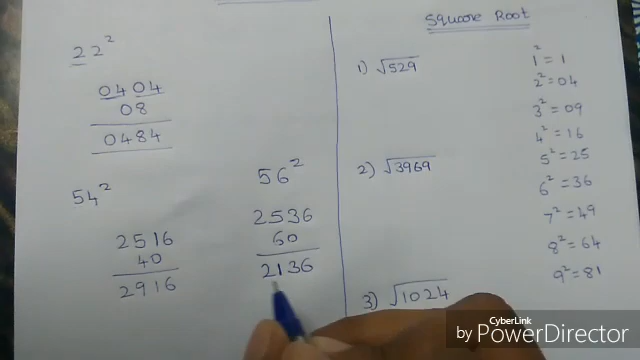 22²
0404
08
0484
54²
2516
40
2916
56²
2536
60
2136
Square Root
1) √529
2) √3969
3) √1024
1² = 1
2² = 04
3² = 09
4² = 16
5² = 25
6² = 36
7² = 49
8² = 64
9² = 81
CyberLink
by PowerDirector